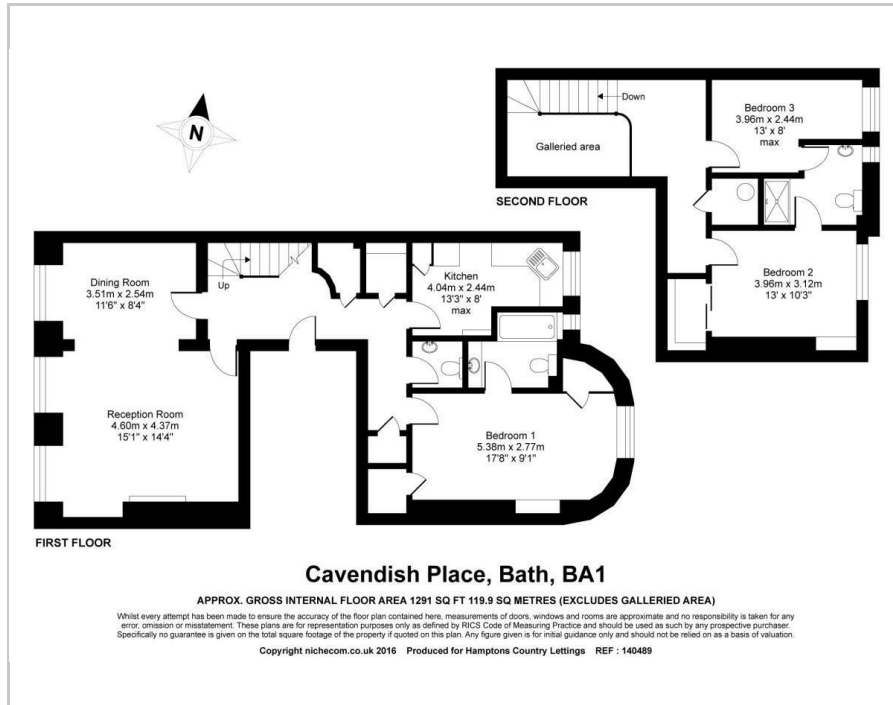 N
Down
Galleried area
Bedroom 3
3.96m x 2.44m
13' x 8'
max
SECOND FLOOR
Bedroom 2
3.96m x 3.12m
13' x 10'3"
Dining Room
3.51m x 2.54m
11'6" x 8'4"
Up
Kitchen
4.04m x 2.44m
13'3" x 8'
max
Reception Room
4.60m x 4.37m
15'1" x 14'4"
Bedroom 1
5.38m x 2.77m
17'8" x 9'1"
FIRST FLOOR
Cavendish Place, Bath, BA1
APPROX. GROSS INTERNAL FLOOR AREA 1291 SQ FT 119.9 SQ METRES (EXCLUDES GALLERIED AREA)
Whilst every attempt has been made to ensure the accuracy of the floor plan contained here, measurements of doors, windows and rooms are approximate and no responsibility is taken for any
error, omission or misstatement. These plans are for representation purposes only as defined by RICS Code of Measuring Practice and should be used as such by any prospective purchaser.
Specifically no guarantee is given on the total square footage of the property if quoted on this plan. Any figure given is for initial guidance only and should not be relied on as a basis of valuation.
Copyright nichecom.co.uk 2016 Produced for Hamptons Country Lettings REF : 140489